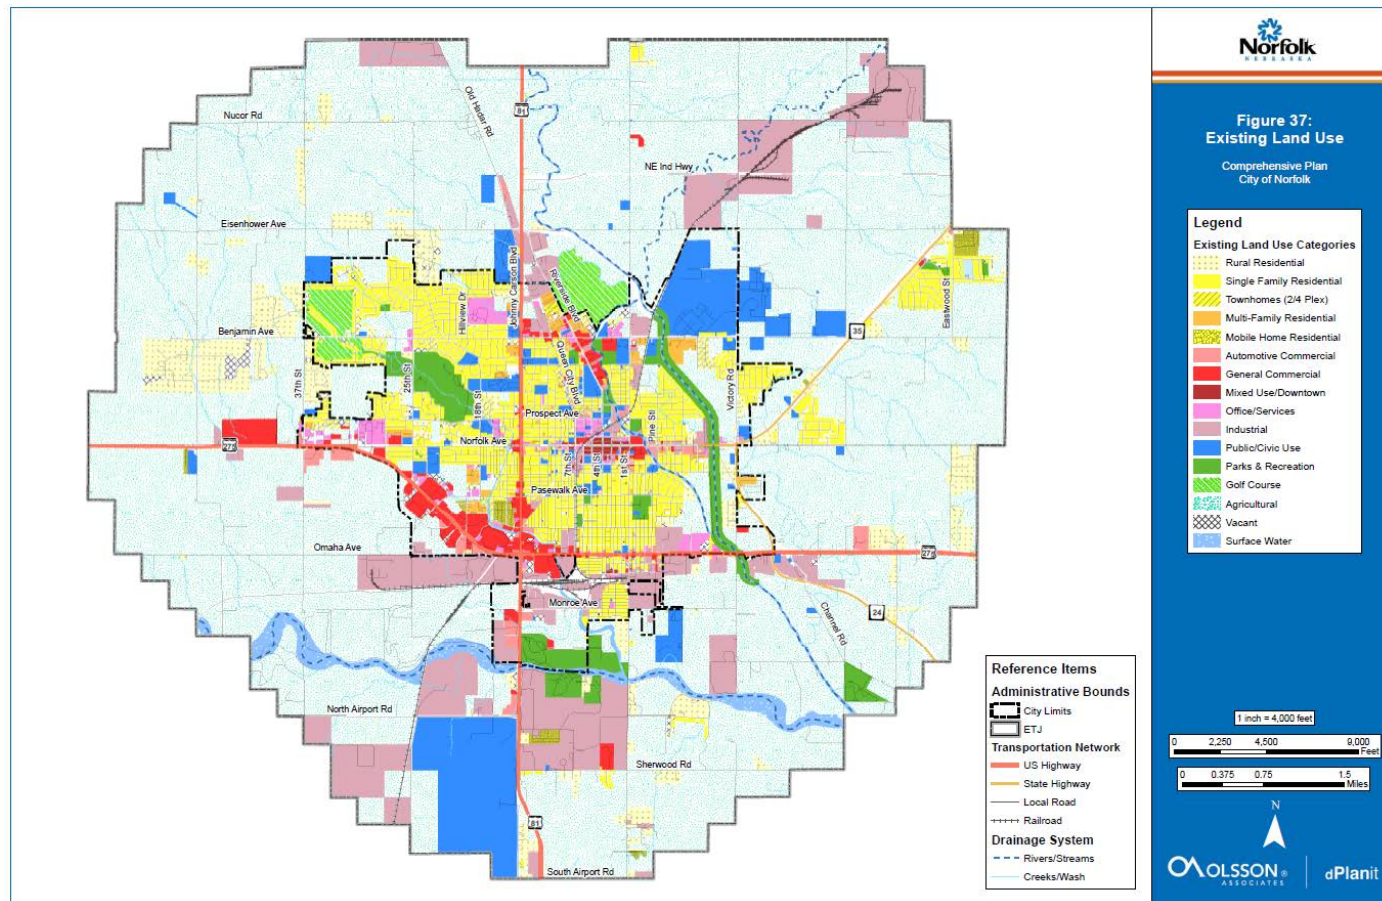 Norfolk
NEBRASKA
Figure 37:
Existing Land Use
Comprehensive Plan
City of Norfolk
Legend
Existing Land Use Categories
Rural Residential
Single Family Residential
Townhomes (2/4 Plex)
Multi-Family Residential
Mobile Home Residential
Automotive Commercial
General Commercial
Mixed Use/Downtown
Office/Services
Industrial
Public/Civic Use
Parks & Recreation
Golf Course
Agricultural
Vacant
Surface Water
1 inch = 4,000 feet
0 2,250 4,500 9,000
Feet
0 0.375 0.75 1.5
Miles
N
OLSSON ®
ASSOCIATES
dPlanit
Reference Items
Administrative Bounds
City Limits
ETJ
Transportation Network
US Highway
State Highway
Local Road
Railroad
Drainage System
Rivers/Streams
Creeks/Wash
Nucor Rd
Old Hadar Rd
81
NE Ind Hwy
Eisenhower Ave
Johnny Carson Blvd
Riverside Blvd
Hillview Dr
Eastwood St
Benjamin Ave
35
Queen City Blvd
37th St
25th St
18th St
Victory Rd
Prospect Ave
Pine St
Norfolk Ave
275
7th St
4th St
1st St
Pasewalk Ave
Omaha Ave
275
Monroe Ave
Channel Rd
24
North Airport Rd
Sherwood Rd
81
South Airport Rd